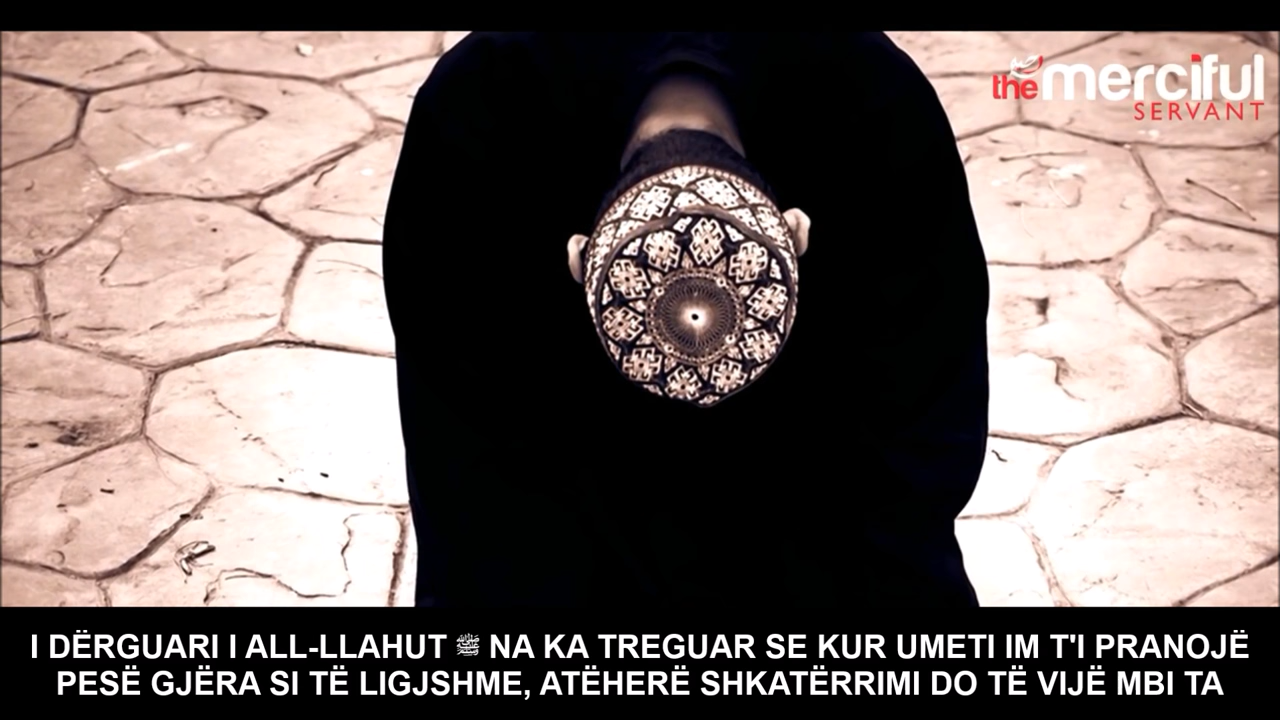 the merciful
SERVANT
I DËRGUARI I ALL-LLAHUT ﷺ NA KA TREGUAR SE KUR UMETI IM T'I PRANOJË
PESË GJËRA SI TË LIGJSHME, ATËHERË SHKATËRRIMI DO TË VIJË MBI TA